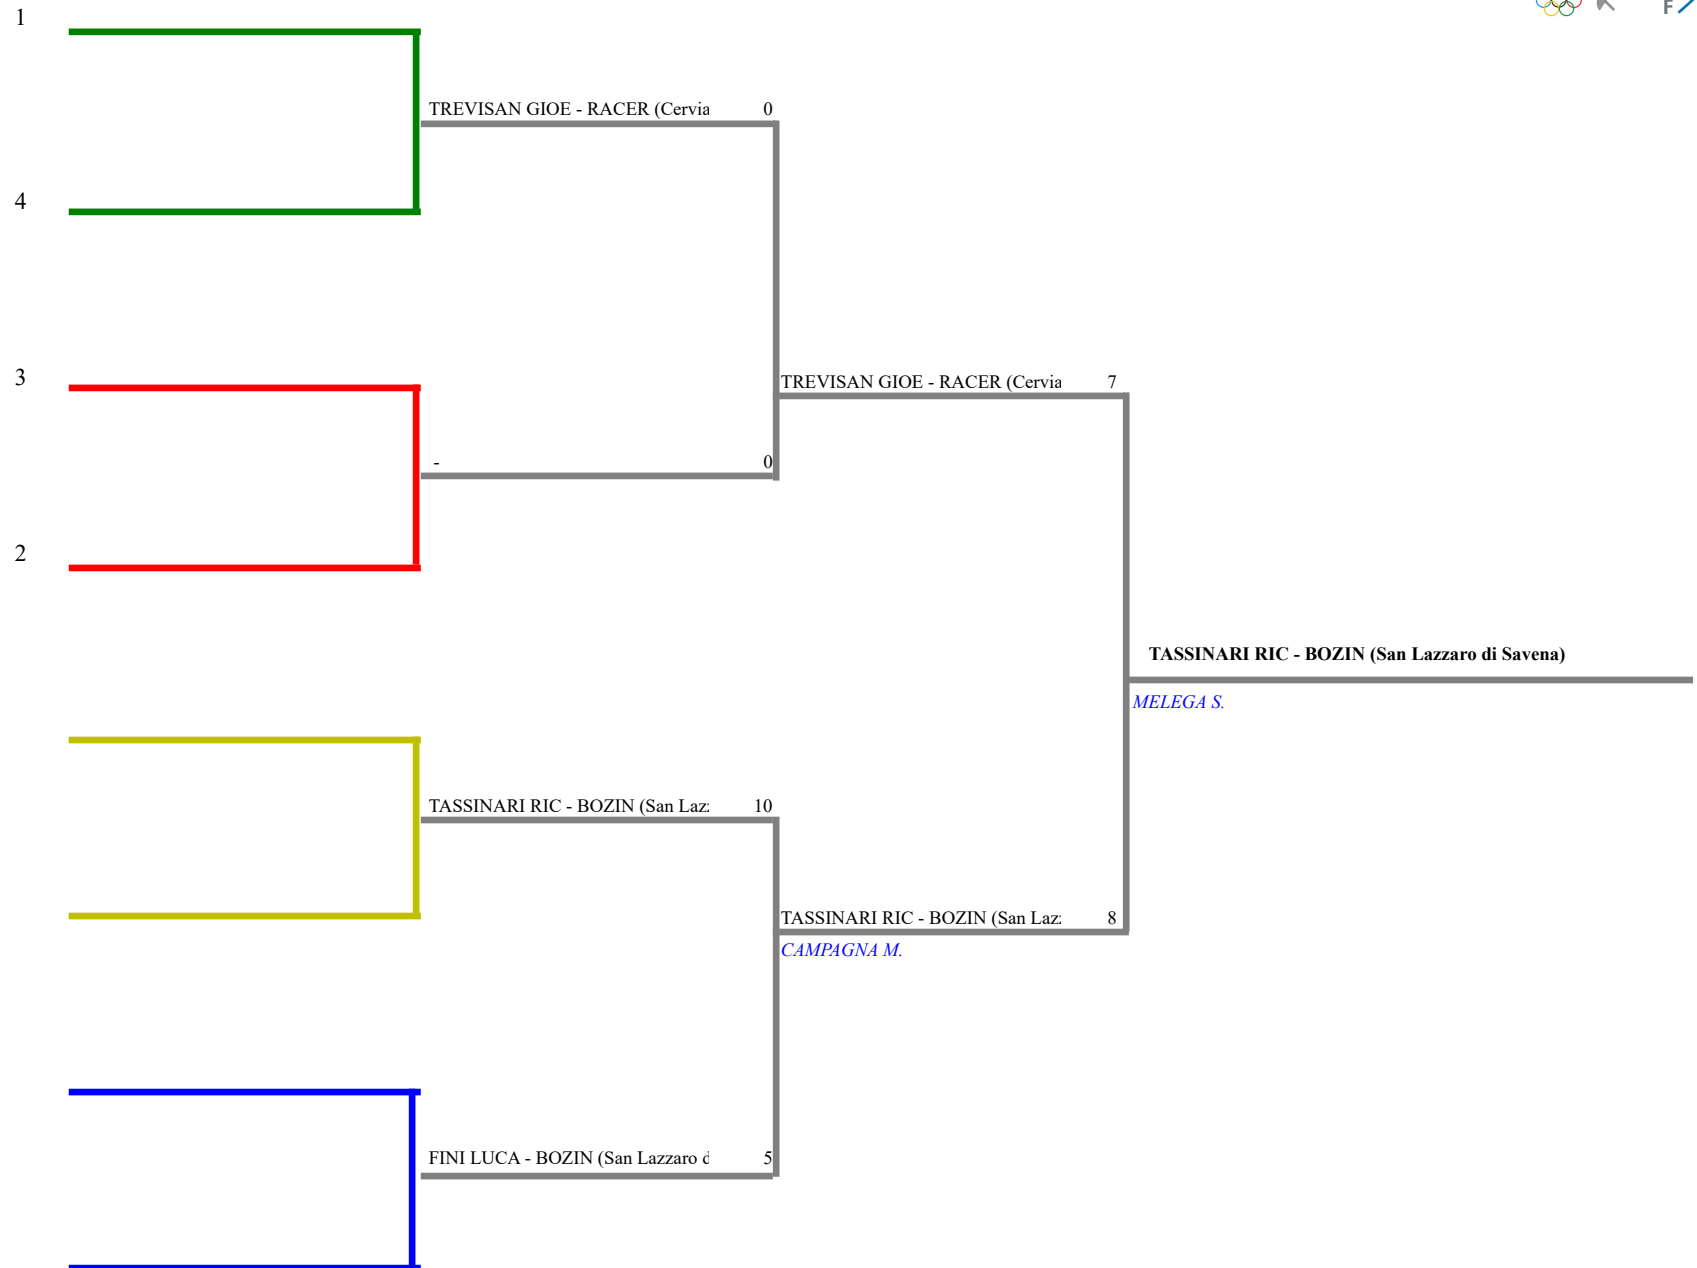 1
TREVISAN GIOE - RACER (Cervia 0
4
3
TREVISAN GIOE - RACER (Cervia 7
- 0
2
TASSINARI RIC - BOZIN (San Lazzaro di Savena)
MELEGA S.
TASSINARI RIC - BOZIN (San Laz 10
TASSINARI RIC - BOZIN (San Laz 8
CAMPAGNA M.
FINI LUCA - BOZIN (San Lazzaro d 5
F